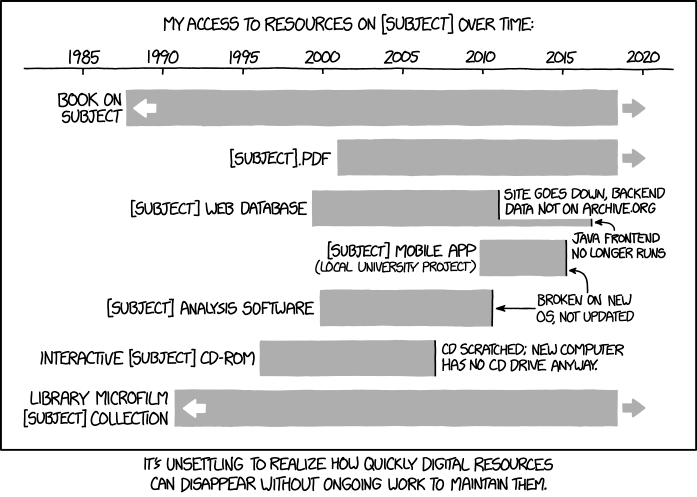 MY ACCESS TO RESOURCES ON [SUBJECT] OVER TIME:
1985 1990 1995 2000 2005 2010 2015 2020
BOOK ON
SUBJECT
[SUBJECT].PDF
[SUBJECT] WEB DATABASE
SITE GOES DOWN, BACKEND
DATA NOT ON ARCHIVE.ORG
JAVA FRONTEND
NO LONGER RUNS
[SUBJECT] MOBILE APP
(LOCAL UNIVERSITY PROJECT)
[SUBJECT] ANALYSIS SOFTWARE
BROKEN ON NEW
OS, NOT UPDATED
INTERACTIVE [SUBJECT] CD-ROM
CD SCRATCHED; NEW COMPUTER
HAS NO CD DRIVE ANYWAY.
LIBRARY MICROFILM
[SUBJECT] COLLECTION
IT'S UNSETTLING TO REALIZE HOW QUICKLY DIGITAL RESOURCES
CAN DISAPPEAR WITHOUT ONGOING WORK TO MAINTAIN THEM.